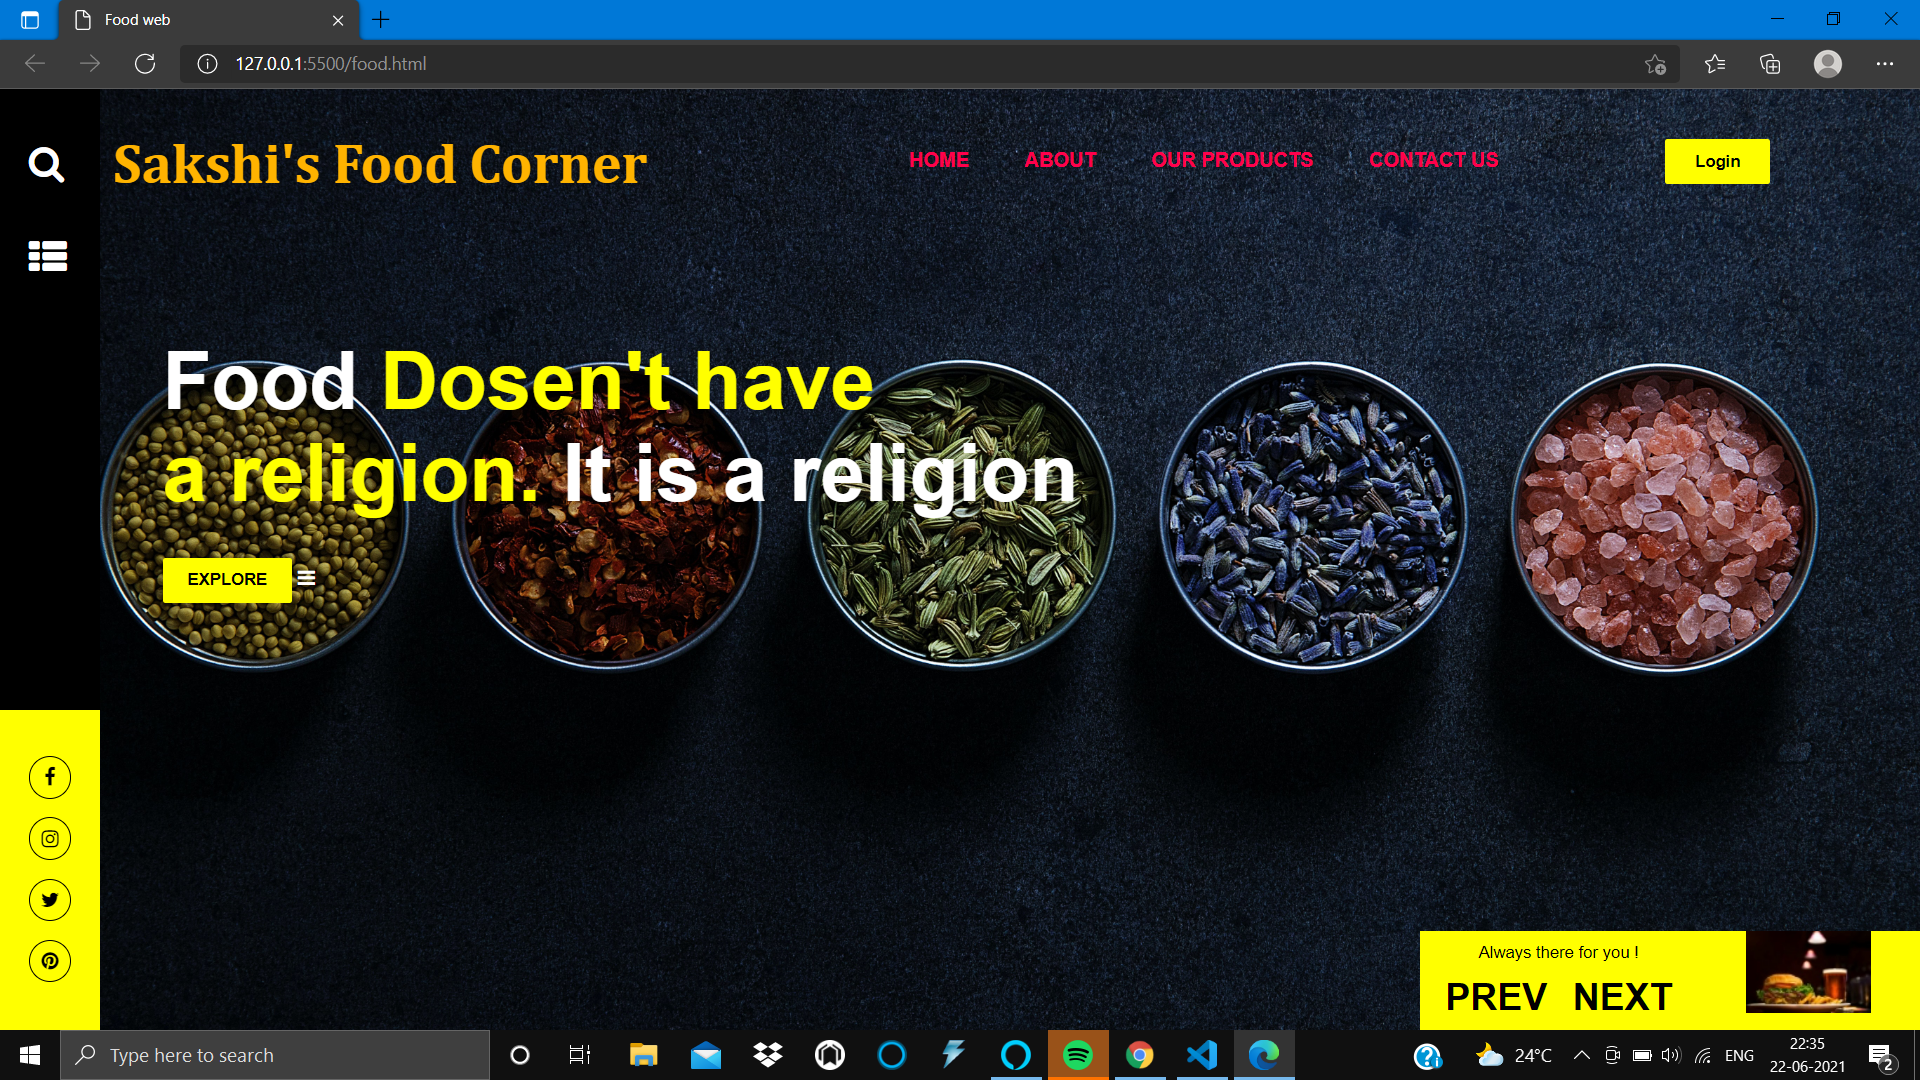 Food web
127.0.0.1:5500/food.html
Sakshi's Food Corner
HOME ABOUT OUR PRODUCTS CONTACT US
Login
Food Dosen't have
a religion. It is a religion
EXPLORE
Always there for you !
PREV NEXT
Type here to search
24°C
ENG
22:35
22-06-2021
2